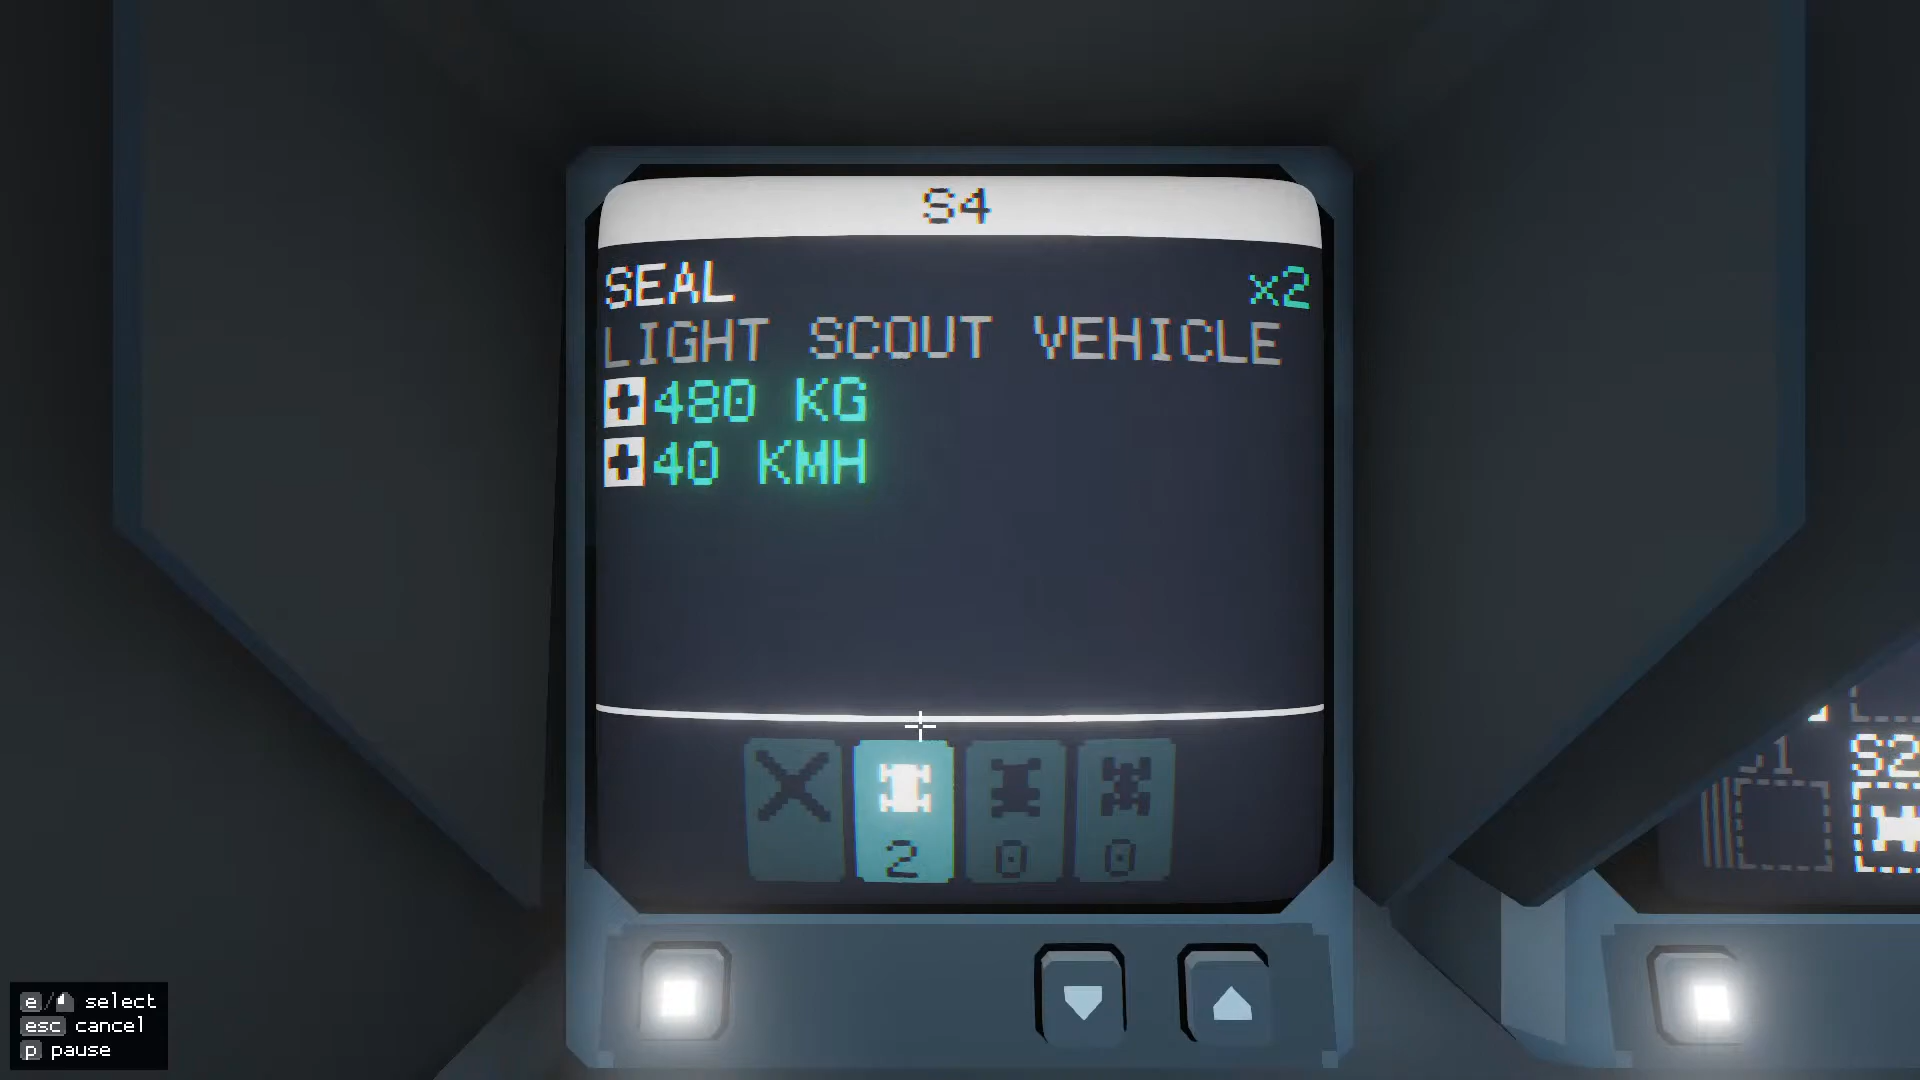 S4
SEAL x2
LIGHT SCOUT VEHICLE
480 KG
40 KMH
2 0 0
S2
e/ select
esc cancel
p pause